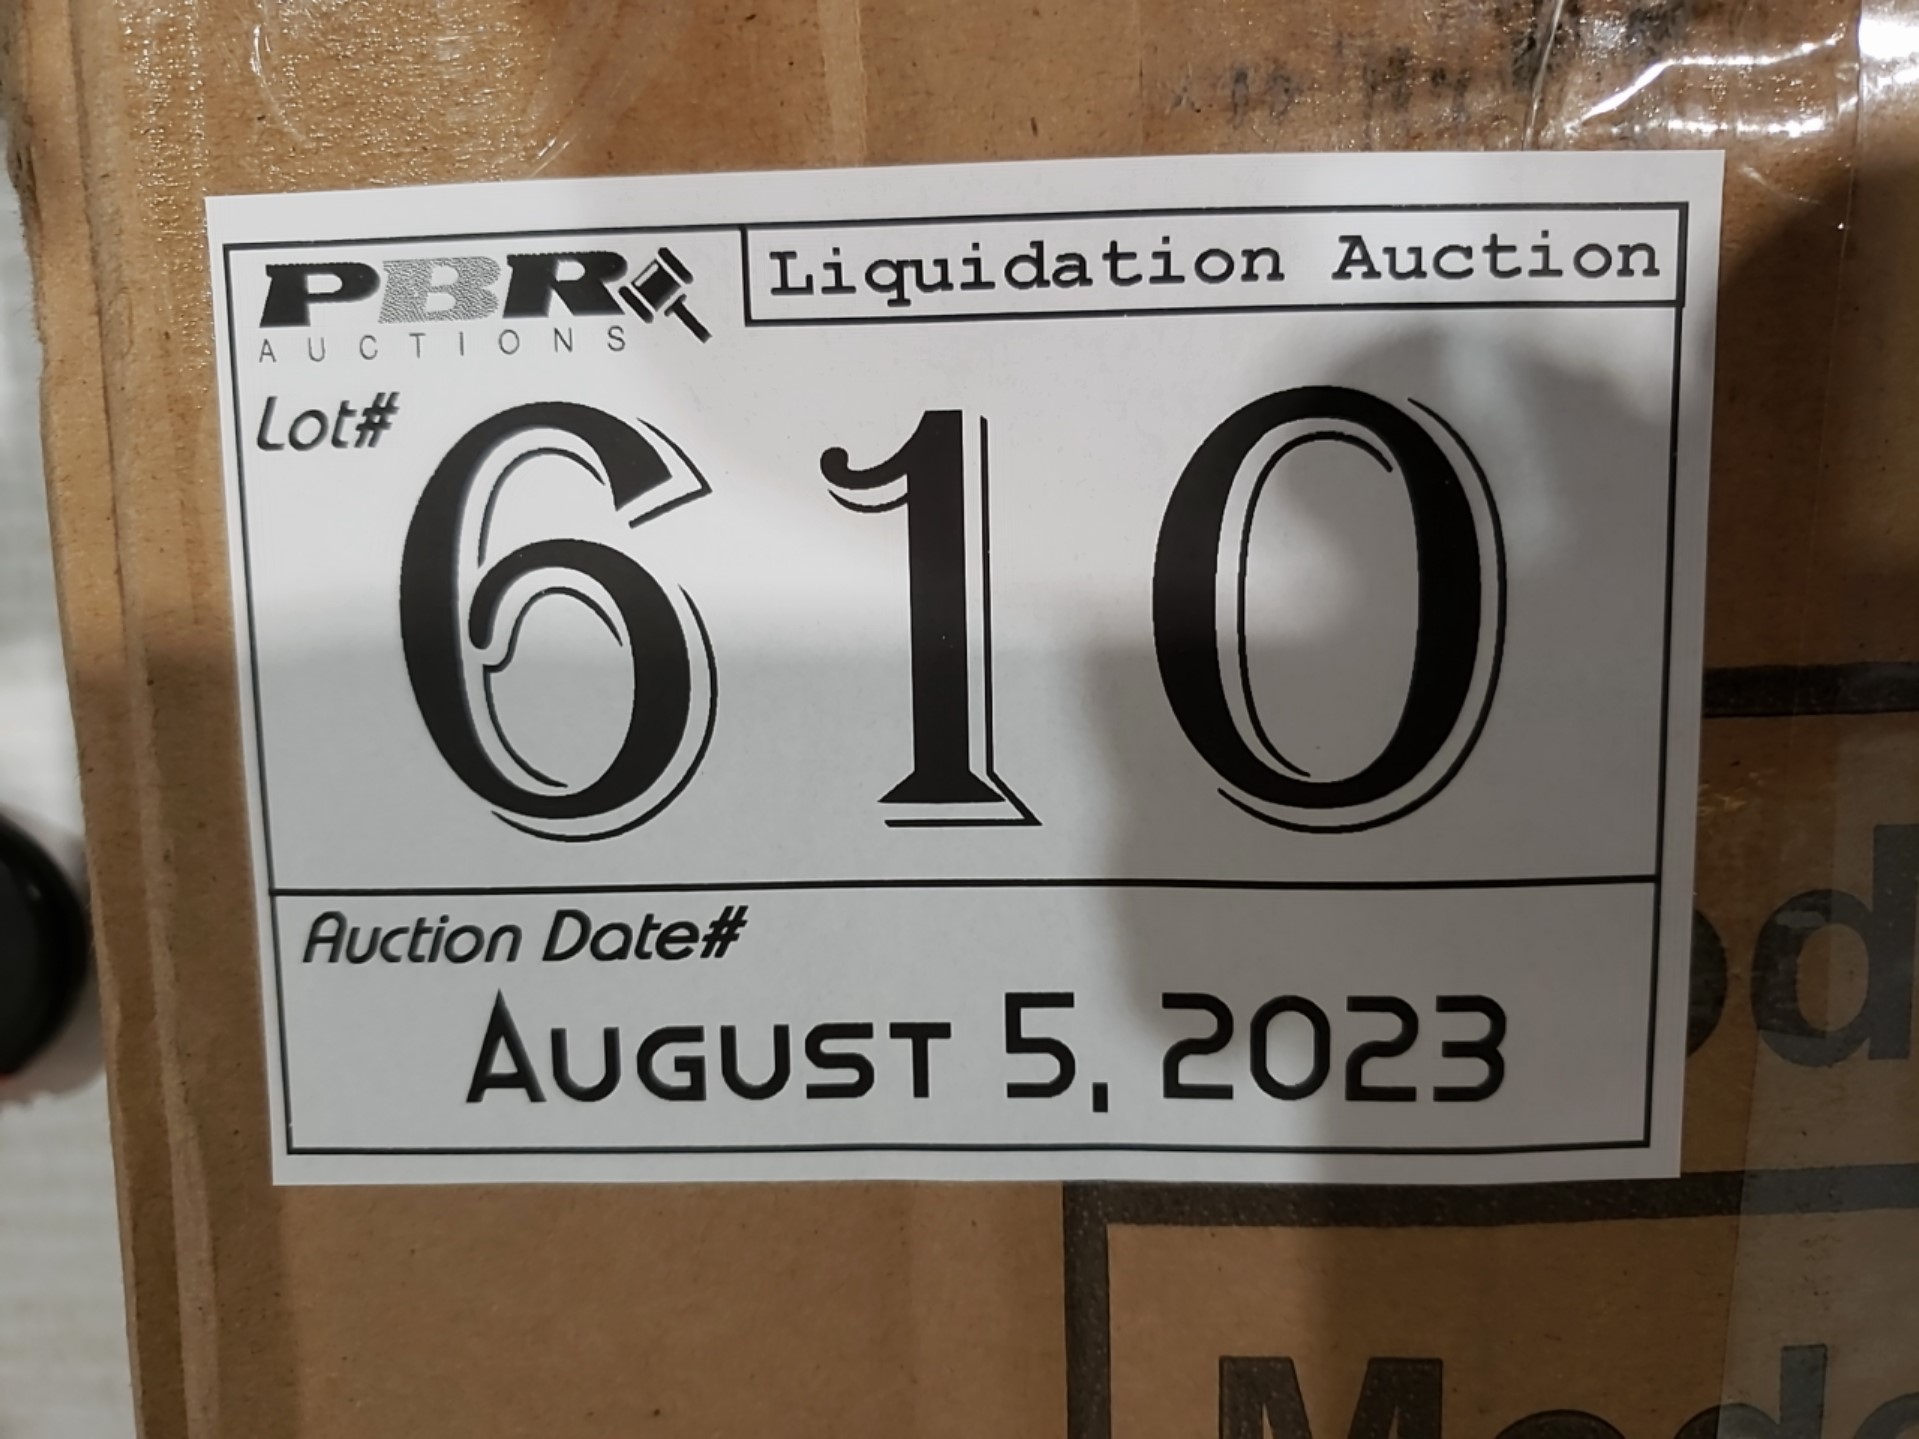 PBR
AUCTIONS
Liquidation Auction
Lot#
610
Auction Date#
AUGUST 5, 2023